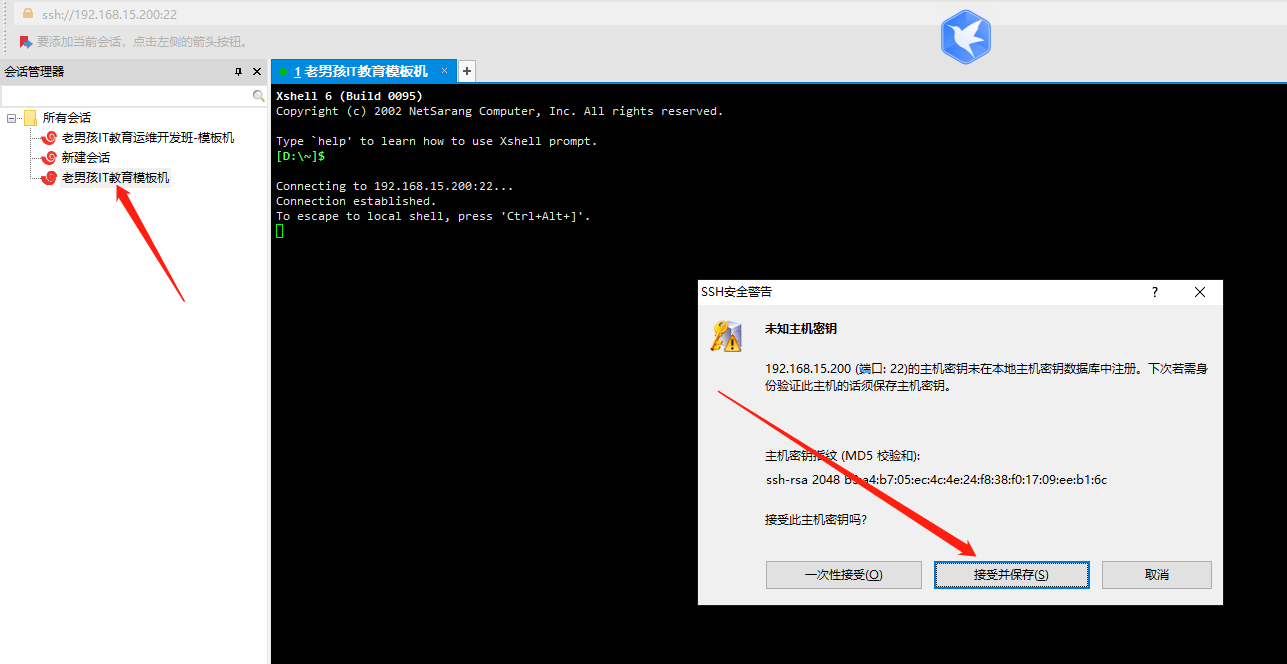 ssh://192.168.15.200:22
要添加当前会话，点击左侧的箭头按钮。
会话管理器
1 老男孩IT教育模板机 × +
所有会话
老男孩IT教育运维开发班-模板机
新建会话
老男孩IT教育模板机
Xshell 6 (Build 0095)
Copyright (c) 2002 NetSarang Computer, Inc. All rights reserved.
Type `help' to learn how to use Xshell prompt.
[D:\~]$
Connecting to 192.168.15.200:22...
Connection established.
To escape to local shell, press 'Ctrl+Alt+]'.
SSH安全警告
未知主机密钥
192.168.15.200 (端口: 22)的主机密钥未在本地主机密钥数据库中注册。下次若需身
份验证此主机的话须保存主机密钥。
主机密钥指纹 (MD5 校验和):
ssh-rsa 2048 a4:b7:05:ec:4c:4e:24:f8:38:f0:17:09:ee:b1:6c
接受此主机密钥吗?
一次性接受(O)
接受并保存(S)
取消